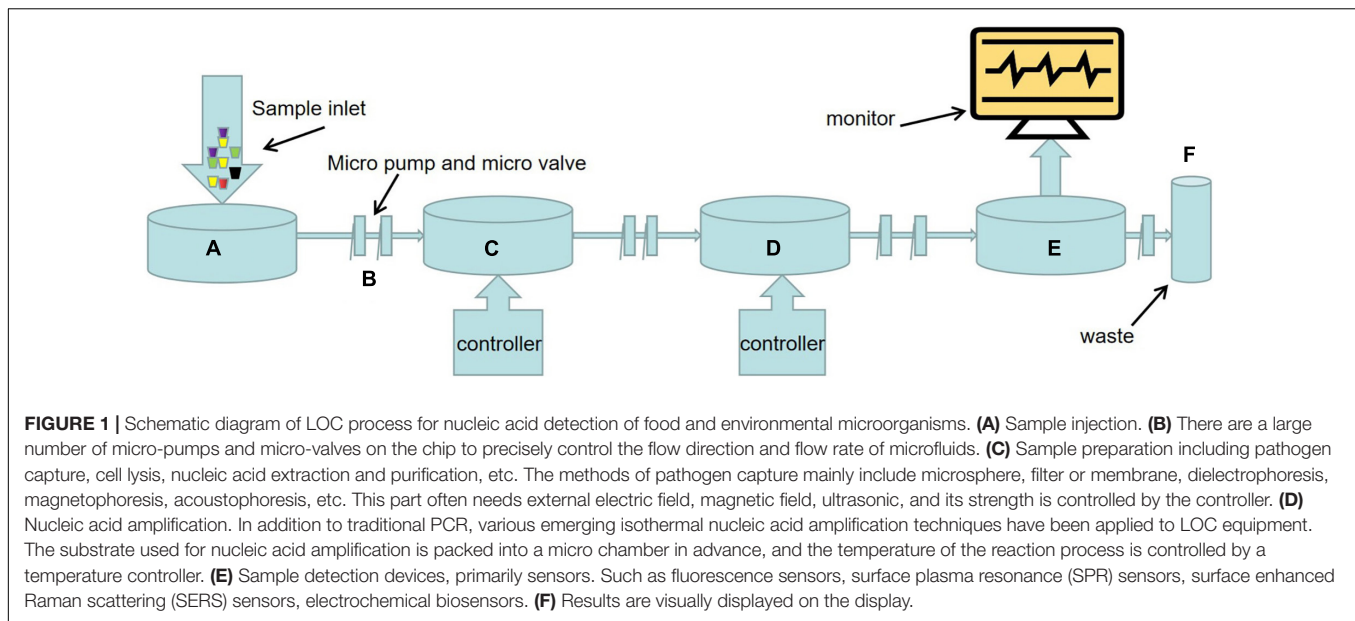 Sample inlet
Micro pump and micro valve
monitor
F
A
B
C
D
E
controller
controller
waste
FIGURE 1 | Schematic diagram of LOC process for nucleic acid detection of food and environmental microorganisms. (A) Sample injection. (B) There are a large
number of micro-pumps and micro-valves on the chip to precisely control the flow direction and flow rate of microfluids. (C) Sample preparation including pathogen
capture, cell lysis, nucleic acid extraction and purification, etc. The methods of pathogen capture mainly include microsphere, filter or membrane, dielectrophoresis,
magnetophoresis, acoustophoresis, etc. This part often needs external electric field, magnetic field, ultrasonic, and its strength is controlled by the controller. (D)
Nucleic acid amplification. In addition to traditional PCR, various emerging isothermal nucleic acid amplification techniques have been applied to LOC equipment.
The substrate used for nucleic acid amplification is packed into a micro chamber in advance, and the temperature of the reaction process is controlled by a
temperature controller. (E) Sample detection devices, primarily sensors. Such as fluorescence sensors, surface plasma resonance (SPR) sensors, surface enhanced
Raman scattering (SERS) sensors, electrochemical biosensors. (F) Results are visually displayed on the display.